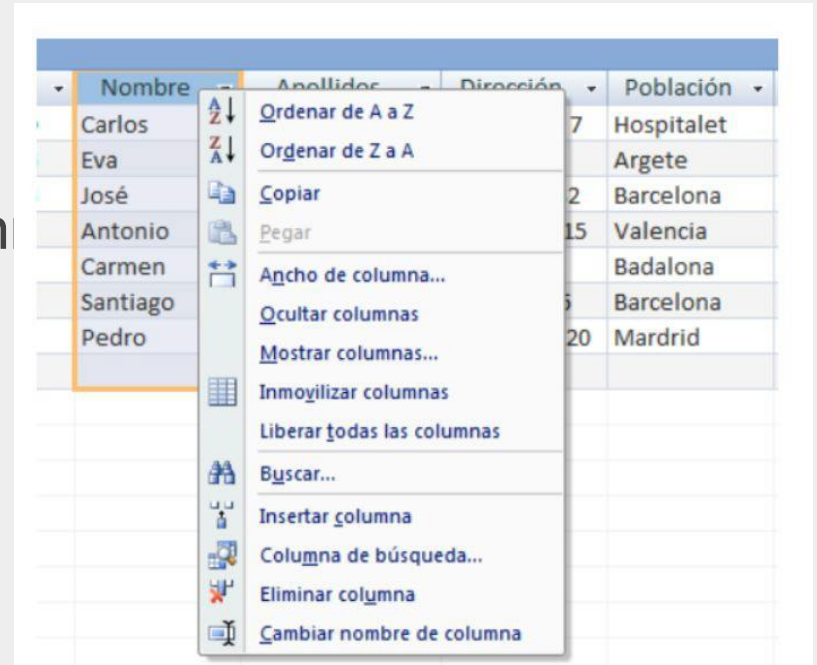 Nombre Apellidos Dirección Población
Carlos 7 Hospitalet
Eva Argete
José 2 Barcelona
Antonio 15 Valencia
Carmen Badalona
Santiago Barcelona
Pedro 20 Mardrid
Ordenar de A a Z
Ordenar de Z a A
Copiar
Pegar
Ancho de columna...
Ocultar columnas
Mostrar columnas...
Inmovilizar columnas
Liberar todas las columnas
Buscar...
Insertar columna
Columna de búsqueda...
Eliminar columna
Cambiar nombre de columna